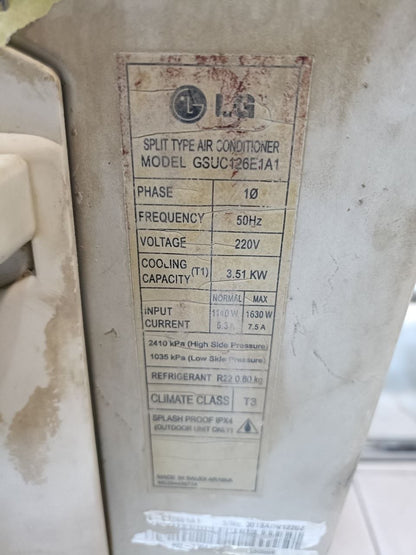 LG
SPLIT TYPE AIR CONDITIONER
MODEL GSUC126E1A1
PHASE 1Ø
FREQUENCY 50Hz
VOLTAGE 220V
COOLING CAPACITY (T1) 3.51 KW
NORMAL MAX
INPUT 1140 W 1630 W
CURRENT 5.3 A 7.5 A
2410 kPa (High Side Pressure)
1035 kPa (Low Side Pressure)
REFRIGERANT R22 0.60 kg
CLIMATE CLASS T3
SPLASH PROOF IPX4
(OUTDOOR UNIT ONLY)
MADE IN SAUDI ARABIA